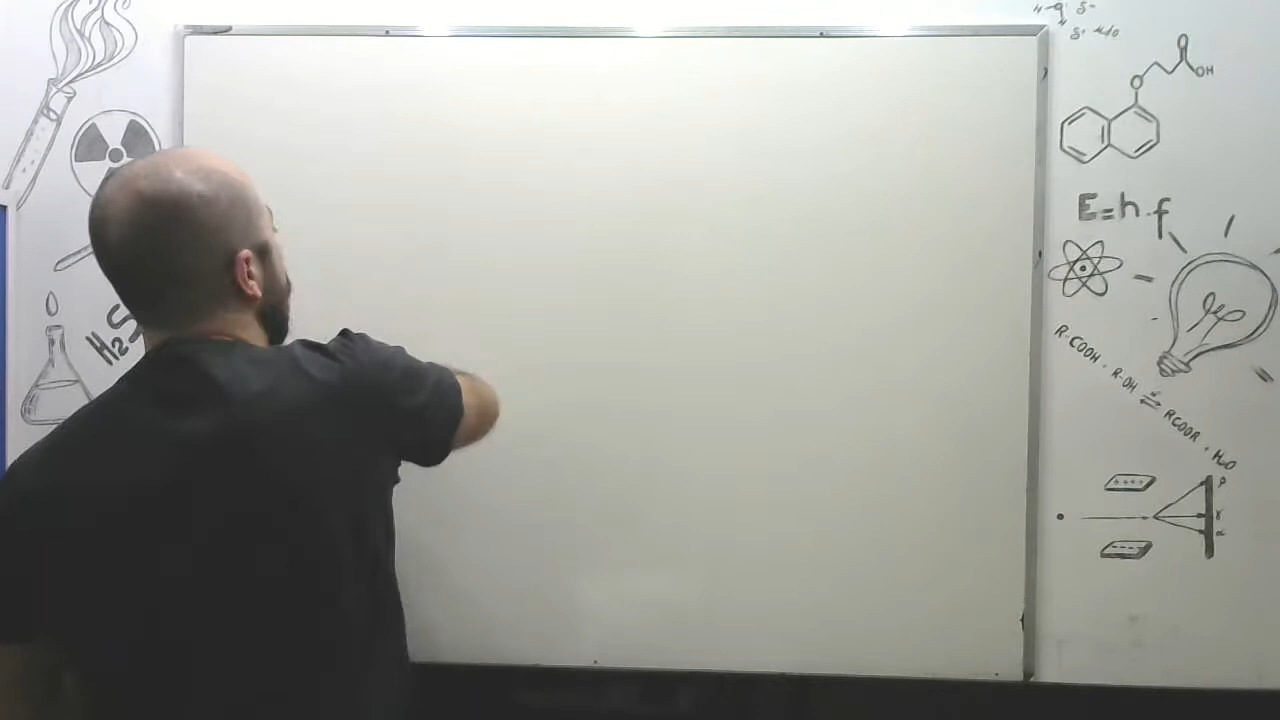 H₂S
OH
E=h.f
R-COOH + R-OH ⇌ RCOOR + H₂O
β
γ
α